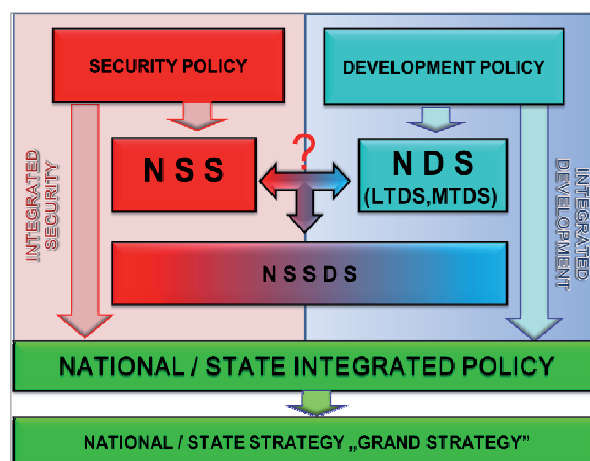 SECURITY POLICY
DEVELOPMENT POLICY
?
N S S
N D S
(LTDS,MTDS)
INTEGRATED
SECURITY
INTEGRATED
DEVELOPMENT
N S S D S
NATIONAL / STATE INTEGRATED POLICY
NATIONAL / STATE STRATEGY „GRAND STRATEGY”